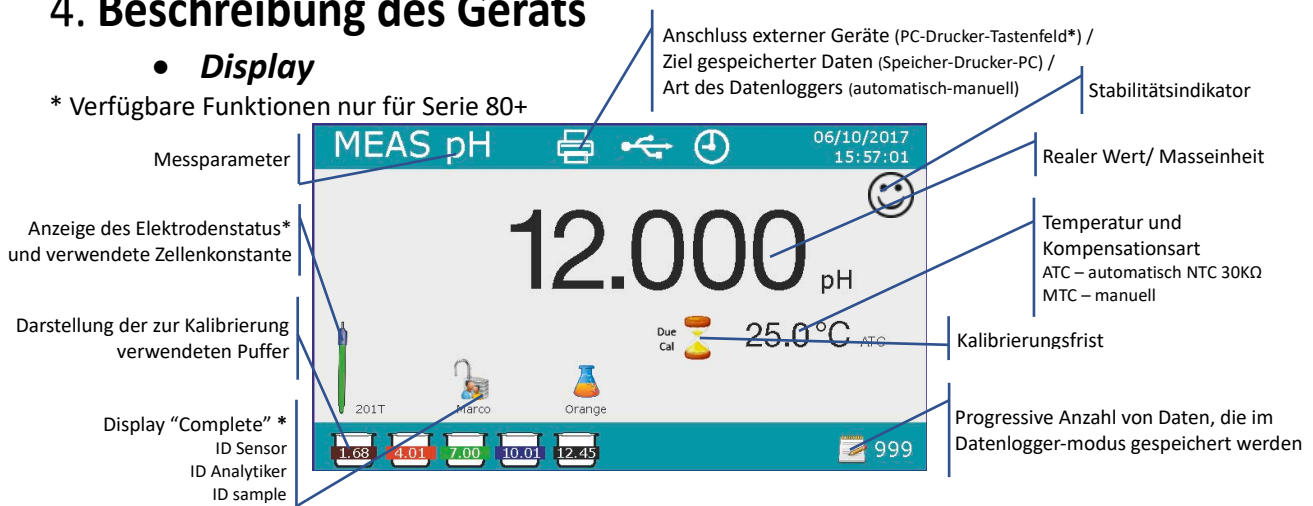 4. Beschreibung des Geräts
• Display
* Verfügbare Funktionen nur für Serie 80+
Anschluss externer Geräte (PC-Drucker-Tastenfeld*) /
Ziel gespeicherter Daten (Speicher-Drucker-PC) /
Art des Datenloggers (automatisch-manuell)
Stabilitätsindikator
Messparameter
MEAS pH
06/10/2017
15:57:01
Realer Wert/ Masseinheit
Anzeige des Elektrodenstatus*
und verwendete Zellenkonstante
12.000 pH
Temperatur und
Kompensationsart
ATC – automatisch NTC 30KΩ
MTC – manuell
Darstellung der zur Kalibrierung
verwendeten Puffer
Due
Cal
25.0°C ATC
Kalibrierungsfrist
201T
Marco
Orange
Display “Complete” *
ID Sensor
ID Analytiker
ID sample
1.68 4.01 7.00 10.01 12.45
999
Progressive Anzahl von Daten, die im
Datenlogger-modus gespeichert werden